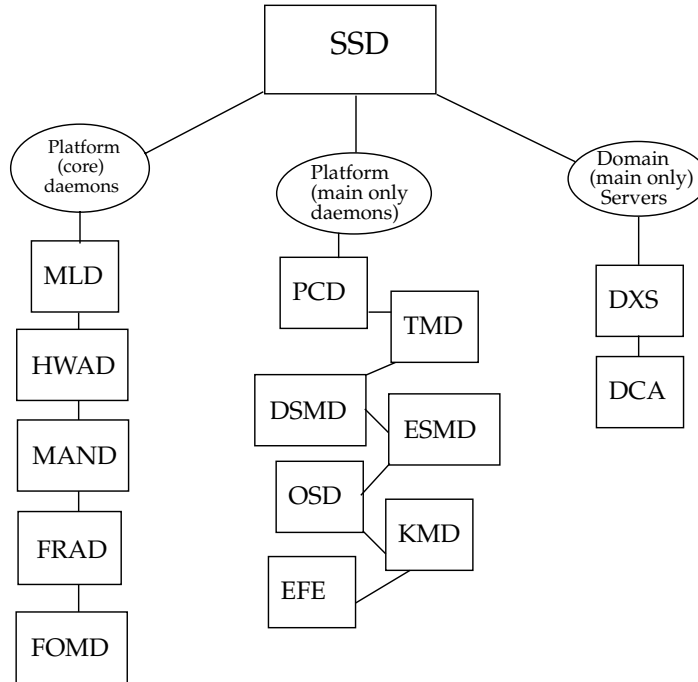 SSD
Platform
(core)
daemons
MLD
HWAD
MAND
FRAD
FOMD
Platform
(main only
daemons)
PCD
TMD
DSMD
ESMD
OSD
KMD
EFE
Domain
(main only)
Servers
DXS
DCA